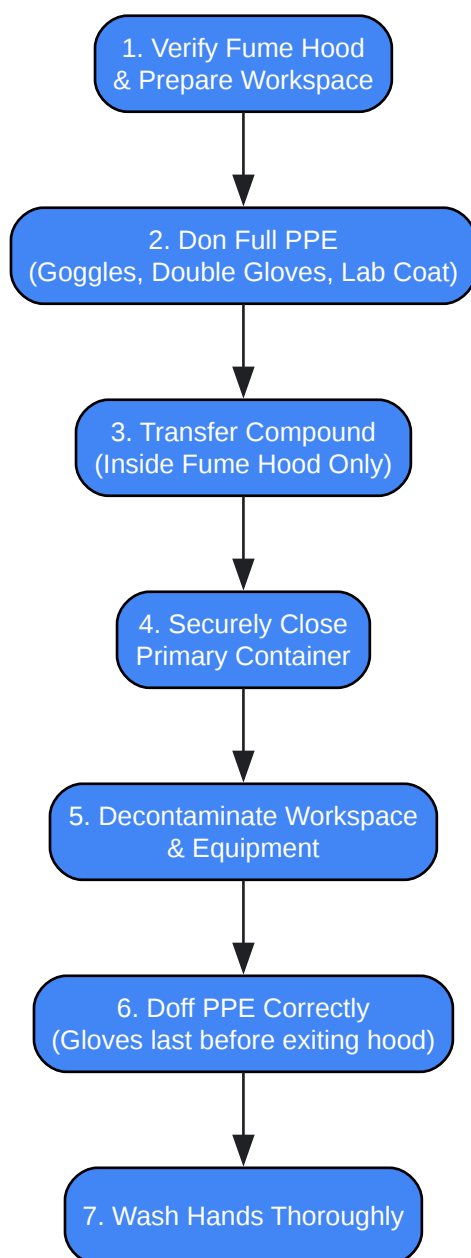 1. Verify Fume Hood
& Prepare Workspace
2. Don Full PPE
(Goggles, Double Gloves, Lab Coat)
3. Transfer Compound
(Inside Fume Hood Only)
4. Securely Close
Primary Container
5. Decontaminate Workspace
& Equipment
6. Doff PPE Correctly
(Gloves last before exiting hood)
7. Wash Hands Thoroughly